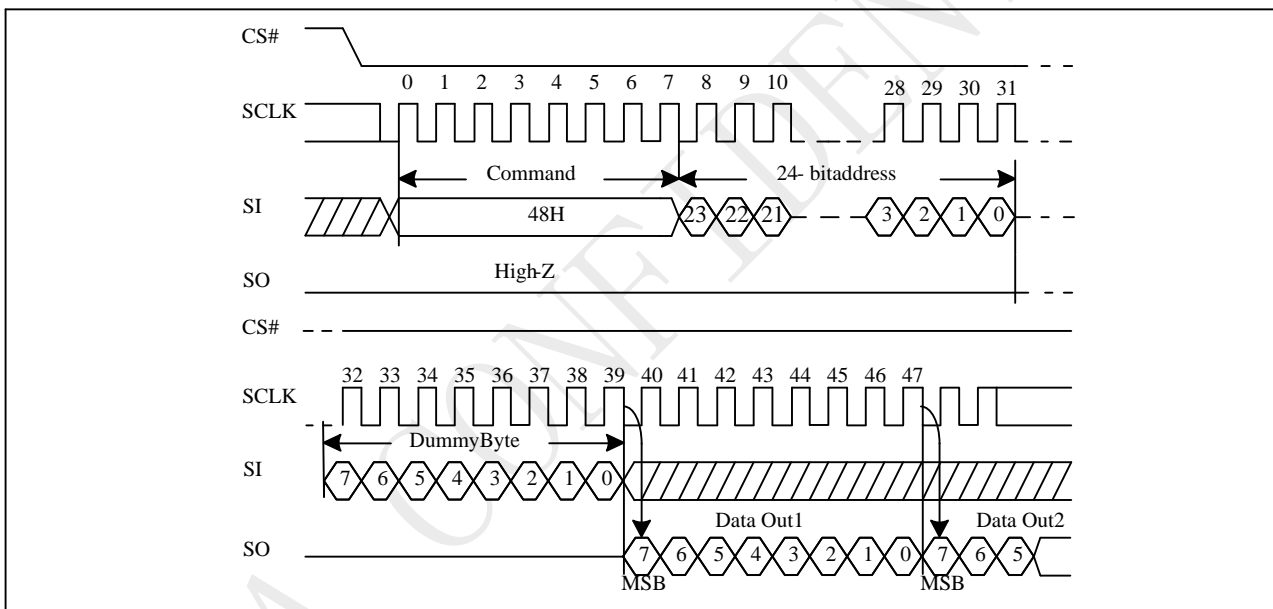 CS#
0 1 2 3 4 5 6 7 8 9 10 28 29 30 31
SCLK
Command 24- bitaddress
SI 48H 23 22 21 3 2 1 0
High-Z
SO
CS#
32 33 34 35 36 37 38 39 40 41 42 43 44 45 46 47
SCLK
DummyByte
SI 7 6 5 4 3 2 1 0
Data Out1 Data Out2
SO 7 6 5 4 3 2 1 0 7 6 5
MSB MSB
CONFIDEN